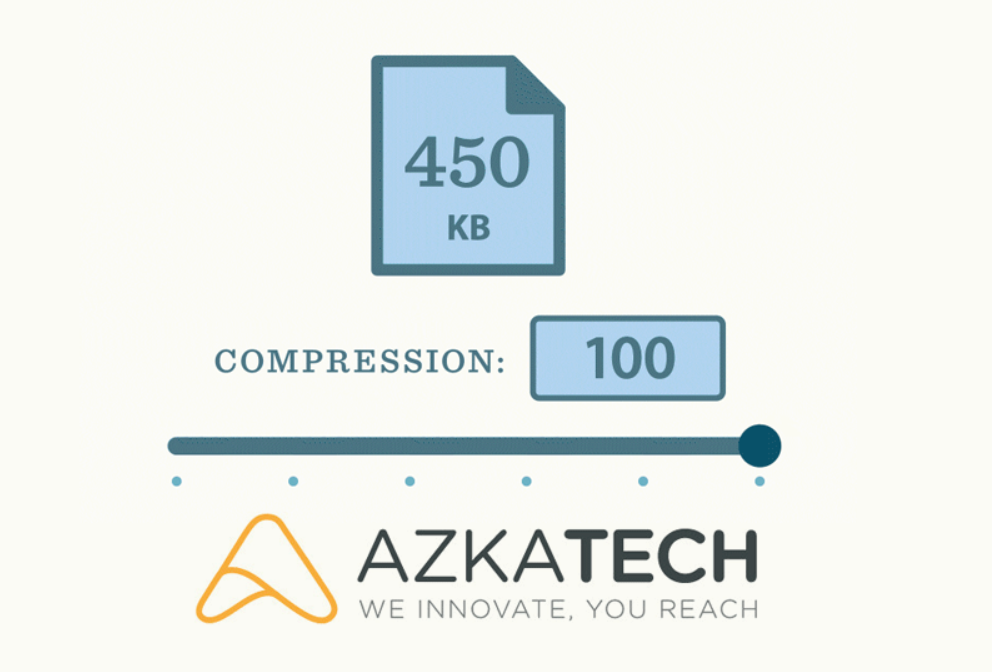 450
KB
COMPRESSION: 100
AZKATECH
WE INNOVATE, YOU REACH